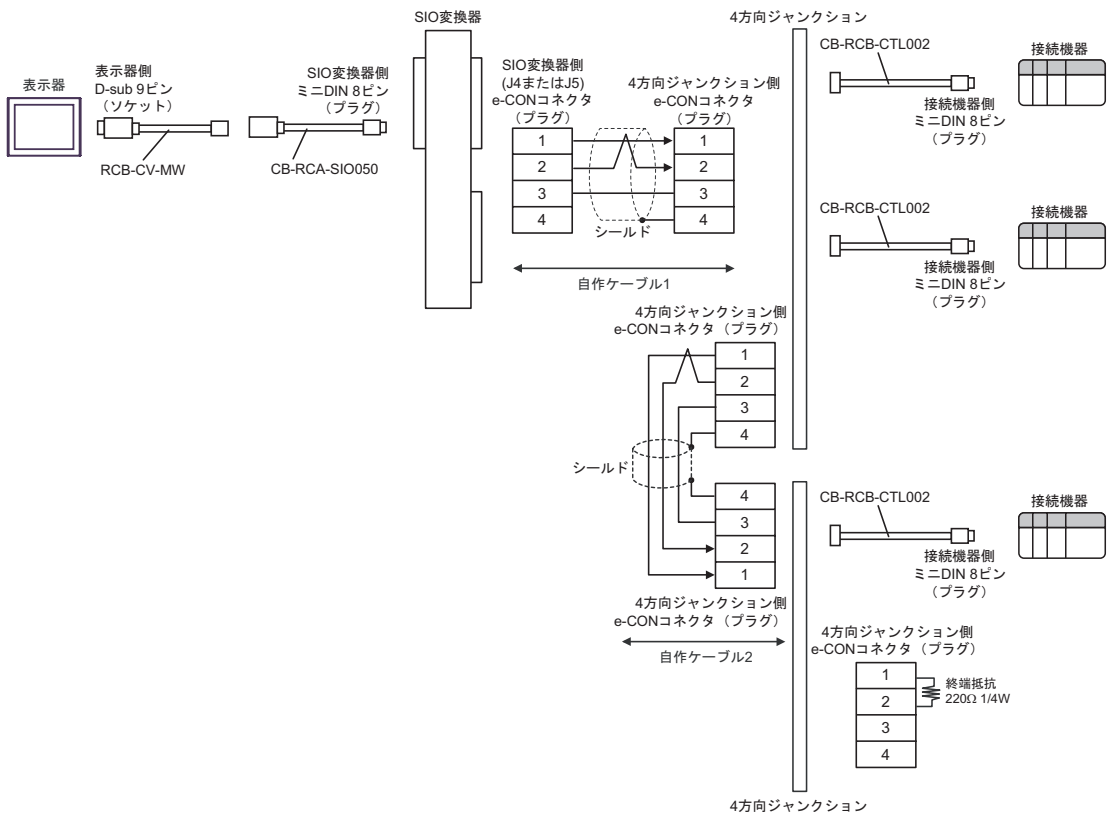 SIO変換器
4方向ジャンクション
表示器
表示器側
D-sub 9ピン
（ソケット）
RCB-CV-MW
SIO変換器側
ミニDIN 8ピン
（プラグ）
CB-RCA-SIO050
SIO変換器側
(J4またはJ5)
e-CONコネクタ
（プラグ）
1
2
3
4
4方向ジャンクション側
e-CONコネクタ
（プラグ）
1
2
3
4
シールド
自作ケーブル1
CB-RCB-CTL002
接続機器側
ミニDIN 8ピン
（プラグ）
接続機器
CB-RCB-CTL002
接続機器側
ミニDIN 8ピン
（プラグ）
接続機器
4方向ジャンクション側
e-CONコネクタ（プラグ）
1
2
3
4
シールド
4
3
2
1
4方向ジャンクション側
e-CONコネクタ（プラグ）
自作ケーブル2
CB-RCB-CTL002
接続機器側
ミニDIN 8ピン
（プラグ）
接続機器
4方向ジャンクション側
e-CONコネクタ（プラグ）
1
2
3
4
終端抵抗
220Ω 1/4W
4方向ジャンクション